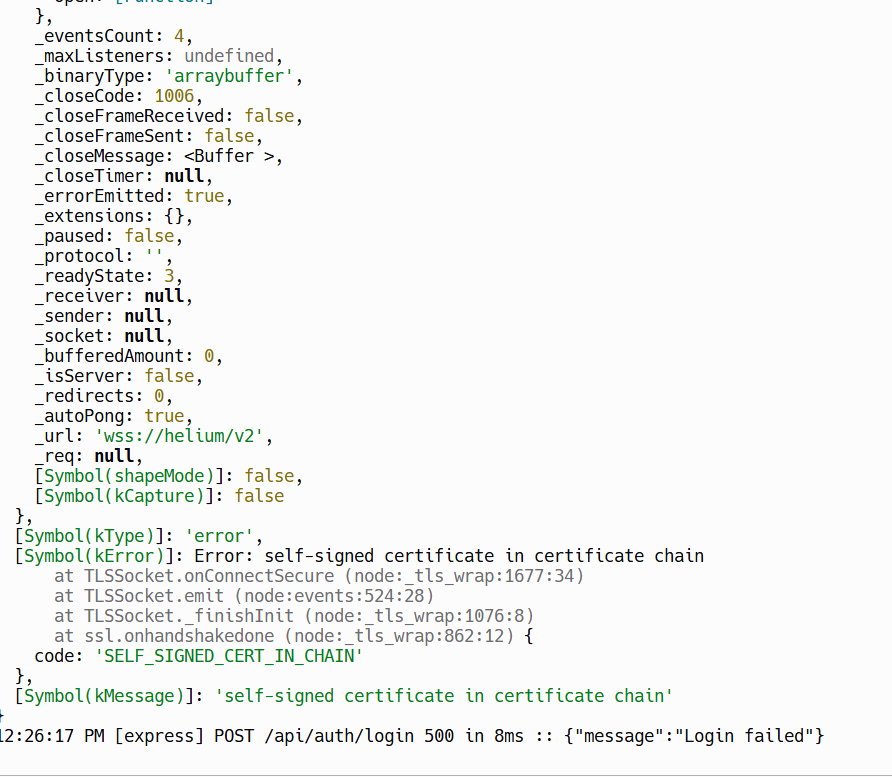 },
_eventsCount: 4,
_maxListeners: undefined,
_binaryType: 'arraybuffer',
_closeCode: 1006,
_closeFrameReceived: false,
_closeFrameSent: false,
_closeMessage: <Buffer >,
_closeTimer: null,
_errorEmitted: true,
_extensions: {},
_paused: false,
_protocol: '',
_readyState: 3,
_receiver: null,
_sender: null,
_socket: null,
_bufferedAmount: 0,
_isServer: false,
_redirects: 0,
_autoPong: true,
_url: 'wss://helium/v2',
_req: null,
[Symbol(shapeMode)]: false,
[Symbol(kCapture)]: false
},
[Symbol(kType)]: 'error',
[Symbol(kError)]: Error: self-signed certificate in certificate chain
at TLSSocket.onConnectSecure (node:_tls_wrap:1677:34)
at TLSSocket.emit (node:events:524:28)
at TLSSocket._finishInit (node:_tls_wrap:1076:8)
at ssl.onhandshakedone (node:_tls_wrap:862:12) {
code: 'SELF_SIGNED_CERT_IN_CHAIN'
},
[Symbol(kMessage)]: 'self-signed certificate in certificate chain'
}
12:26:17 PM [express] POST /api/auth/login 500 in 8ms :: {"message":"Login failed"}